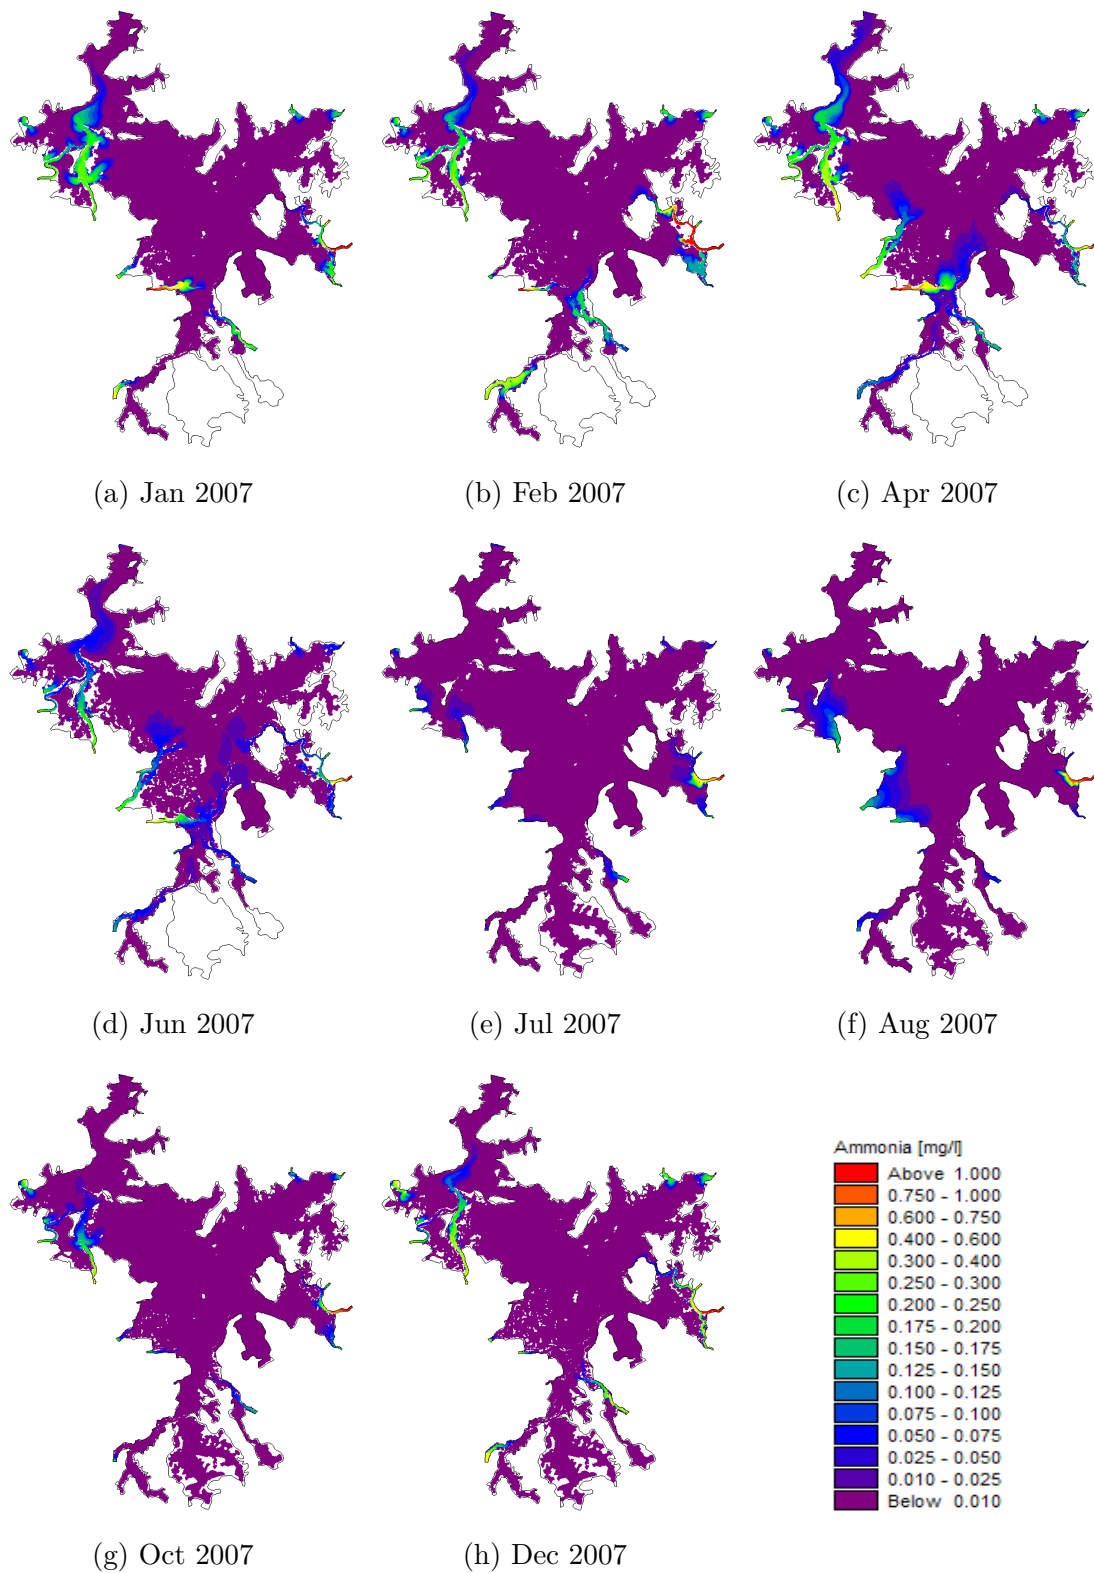 (a) Jan 2007
(b) Feb 2007
(c) Apr 2007
(d) Jun 2007
(e) Jul 2007
(f) Aug 2007
(g) Oct 2007
(h) Dec 2007
Ammonia [mg/l]
Above 1.000
0.750 - 1.000
0.600 - 0.750
0.400 - 0.600
0.300 - 0.400
0.250 - 0.300
0.200 - 0.250
0.175 - 0.200
0.150 - 0.175
0.125 - 0.150
0.100 - 0.125
0.075 - 0.100
0.050 - 0.075
0.025 - 0.050
0.010 - 0.025
Below 0.010